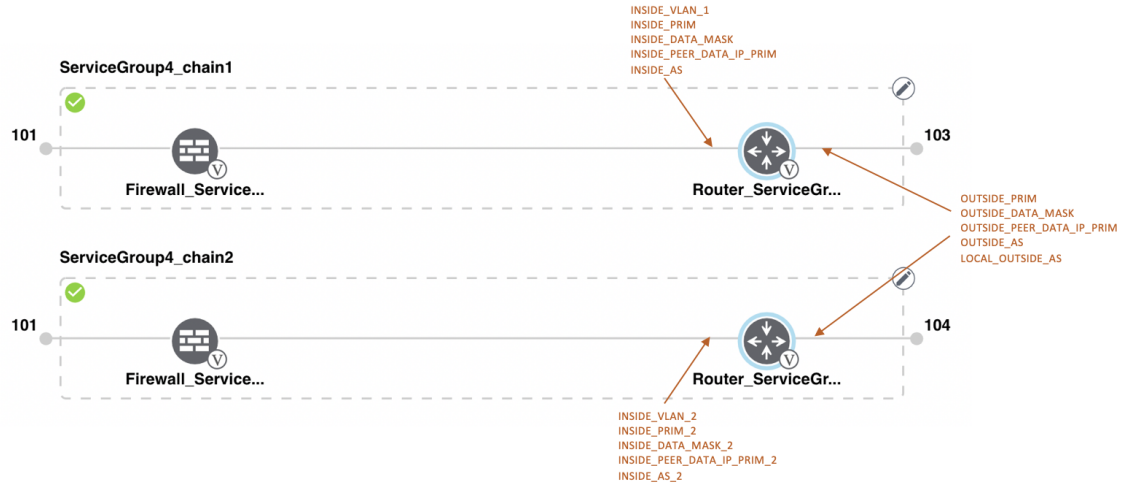 INSIDE_VLAN_1
INSIDE_PRIM
INSIDE_DATA_MASK
INSIDE_PEER_DATA_IP_PRIM
INSIDE_AS
ServiceGroup4_chain1
101
103
V
V
Firewall_Service...
Router_ServiceGr...
OUTSIDE_PRIM
OUTSIDE_DATA_MASK
OUTSIDE_PEER_DATA_IP_PRIM
OUTSIDE_AS
LOCAL_OUTSIDE_AS
ServiceGroup4_chain2
101
104
V
V
Firewall_Service...
Router_ServiceGr...
INSIDE_VLAN_2
INSIDE_PRIM_2
INSIDE_DATA_MASK_2
INSIDE_PEER_DATA_IP_PRIM_2
INSIDE_AS_2